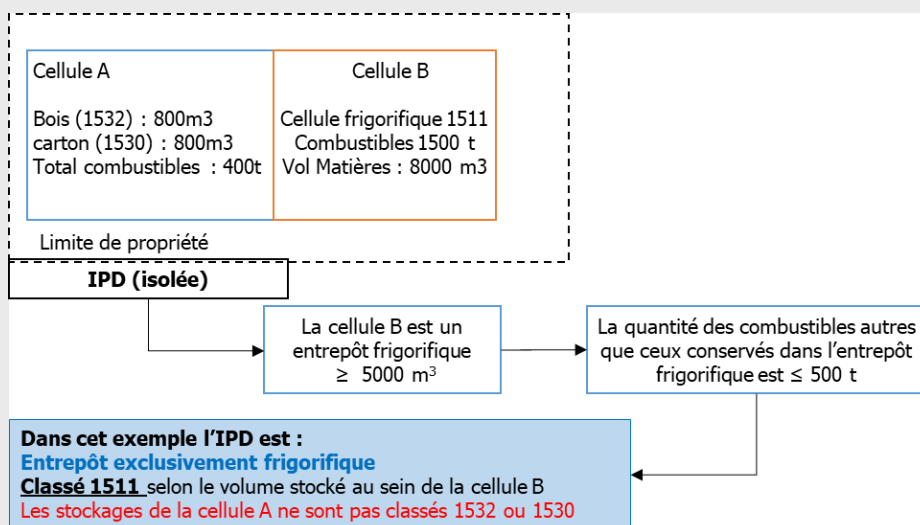 Cellule A
Bois (1532) : 800m3
carton (1530) : 800m3
Total combustibles : 400t
Cellule B
Cellule frigorifique 1511
Combustibles 1500 t
Vol Matières : 8000 m3
Limite de propriété
IPD (isolée)
La cellule B est un
entrepôt frigorifique
≥ 5000 m³
La quantité des combustibles autres
que ceux conservés dans l'entrepôt
frigorifique est ≤ 500 t
Dans cet exemple l'IPD est :
Entrepôt exclusivement frigorifique
Classé 1511 selon le volume stocké au sein de la cellule B
Les stockages de la cellule A ne sont pas classés 1532 ou 1530